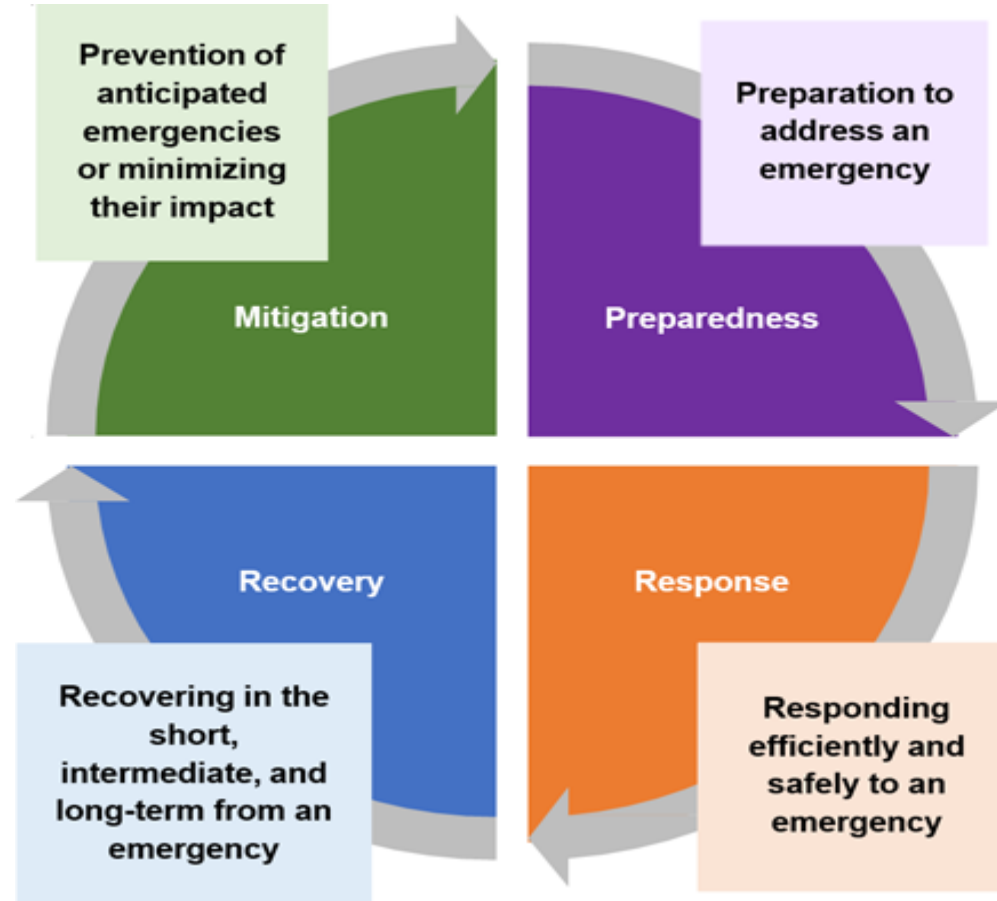 Prevention of
anticipated
emergencies
or minimizing
their impact
Mitigation
Preparation to
address an
emergency
Preparedness
Recovery
Recovering in the
short,
intermediate, and
long-term from an
emergency
Response
Responding
efficiently and
safely to an
emergency